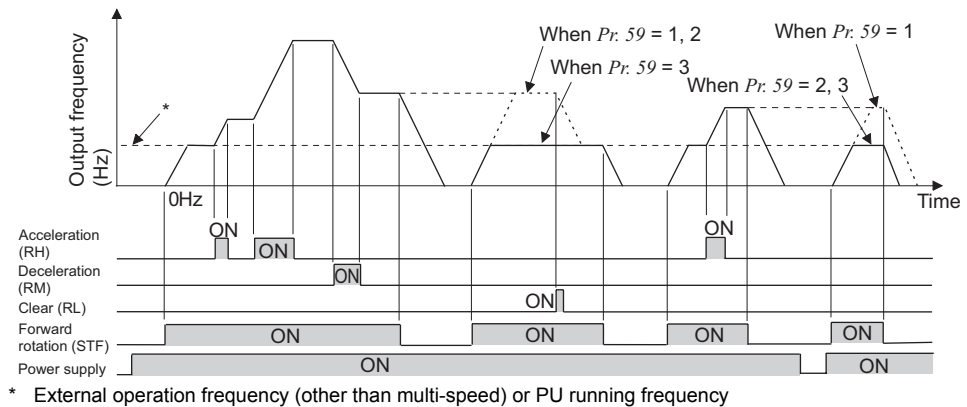 Output frequency
(Hz)
*
When Pr. 59 = 1, 2
When Pr. 59 = 3
When Pr. 59 = 1
When Pr. 59 = 2, 3
0Hz
Time
Acceleration
(RH)
ON
ON
ON
Deceleration
(RM)
ON
Clear (RL)
ON
Forward
rotation (STF)
ON
ON
ON
ON
Power supply
ON
ON
* External operation frequency (other than multi-speed) or PU running frequency